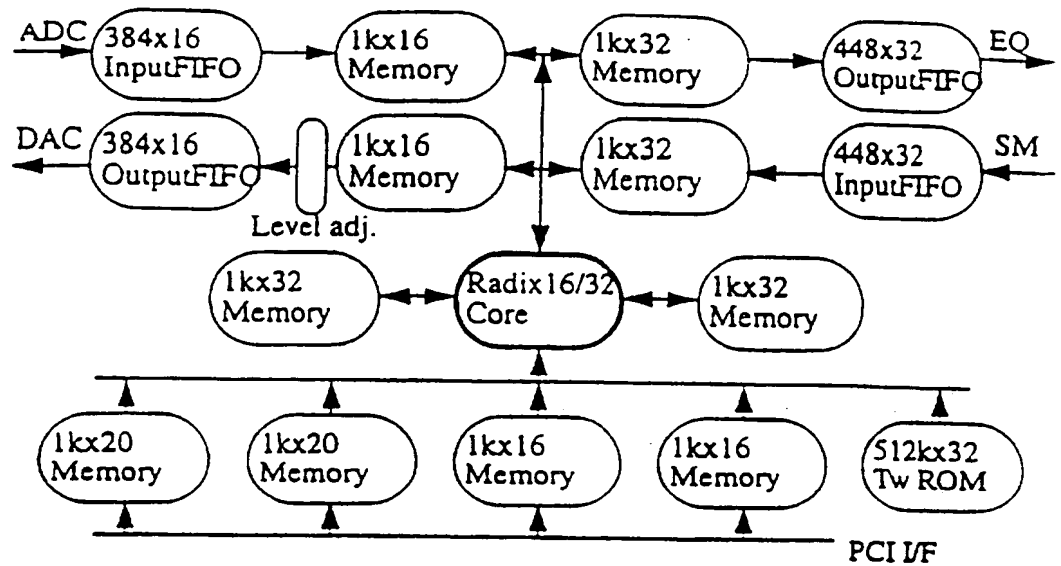 ADC
384x16
InputFIFO
1kx16
Memory
1kx32
Memory
448x32
OutputFIFO
EQ
DAC
384x16
OutputFIFO
1kx16
Memory
1kx32
Memory
448x32
InputFIFO
SM
Level adj.
1kx32
Memory
Radix16/32
Core
1kx32
Memory
1kx20
Memory
1kx20
Memory
1kx16
Memory
1kx16
Memory
512kx32
Tw ROM
PCI I/F